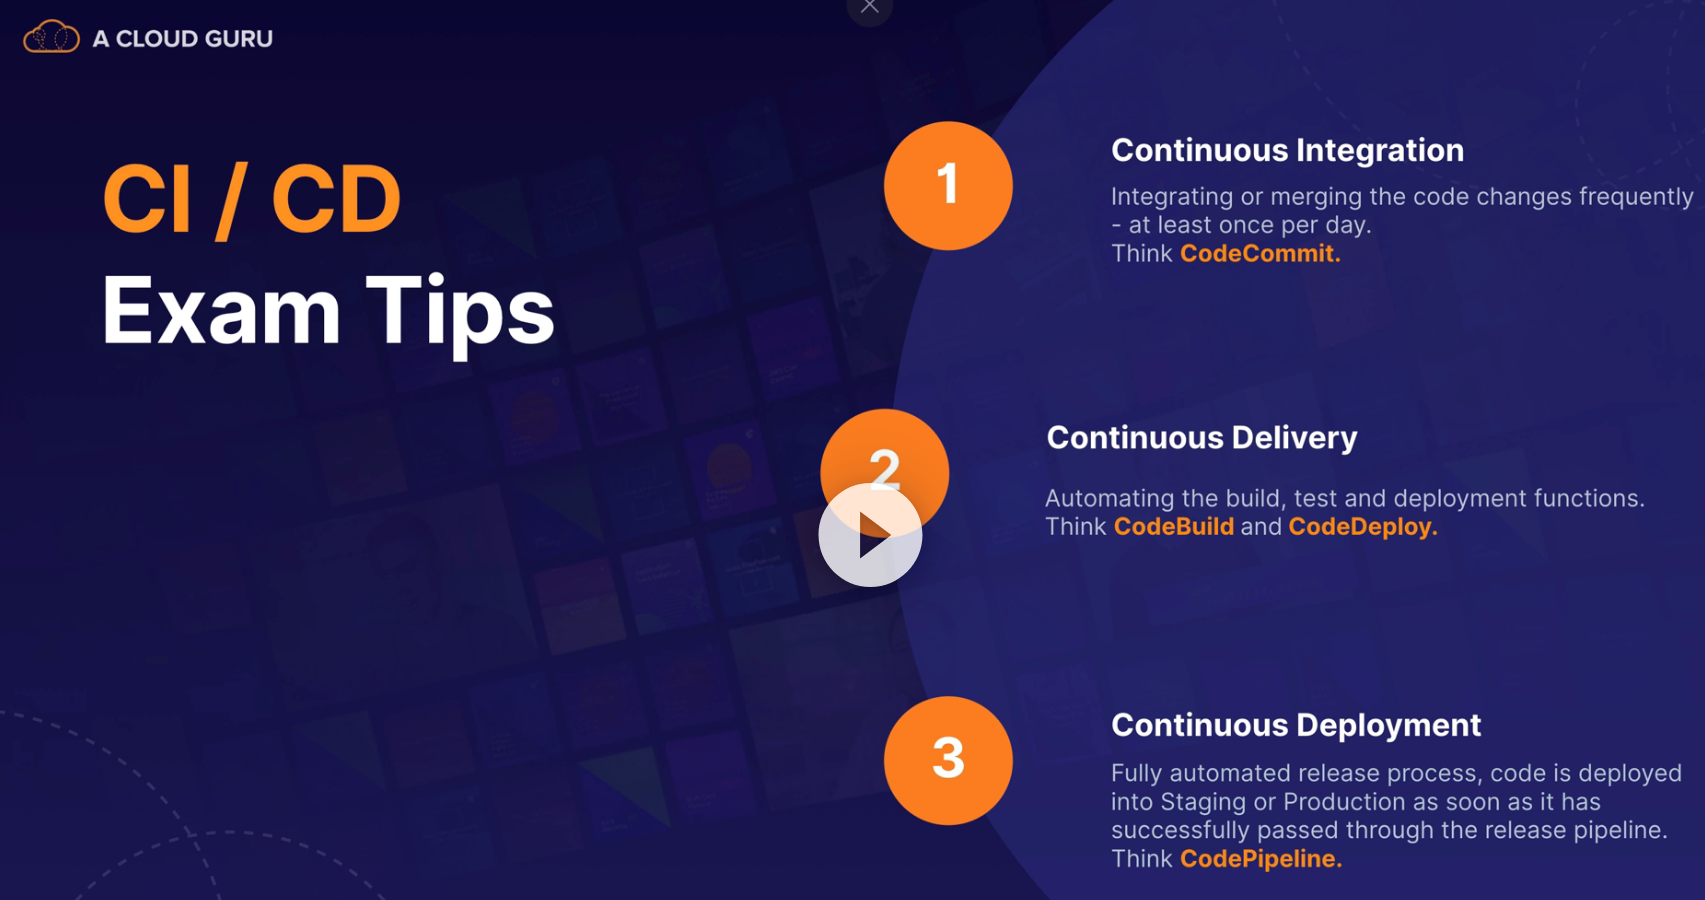 A CLOUD GURU
CI / CD
Exam Tips
1
Continuous Integration
Integrating or merging the code changes frequently
- at least once per day.
Think CodeCommit.
2
Continuous Delivery
Automating the build, test and deployment functions.
Think CodeBuild and CodeDeploy.
3
Continuous Deployment
Fully automated release process, code is deployed
into Staging or Production as soon as it has
successfully passed through the release pipeline.
Think CodePipeline.